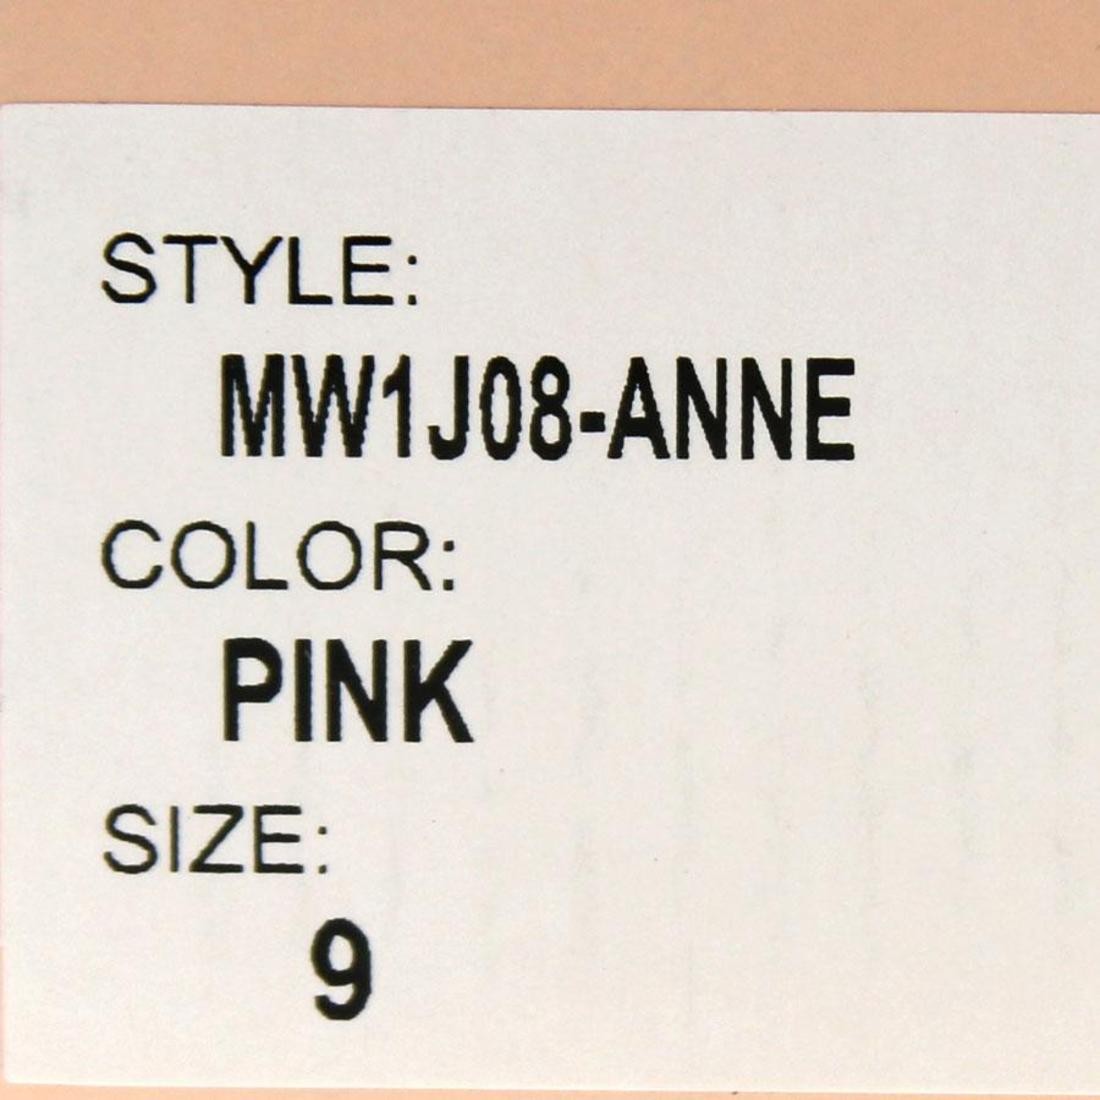 STYLE:
MW1J08-ANNE
COLOR:
PINK
SIZE:
9